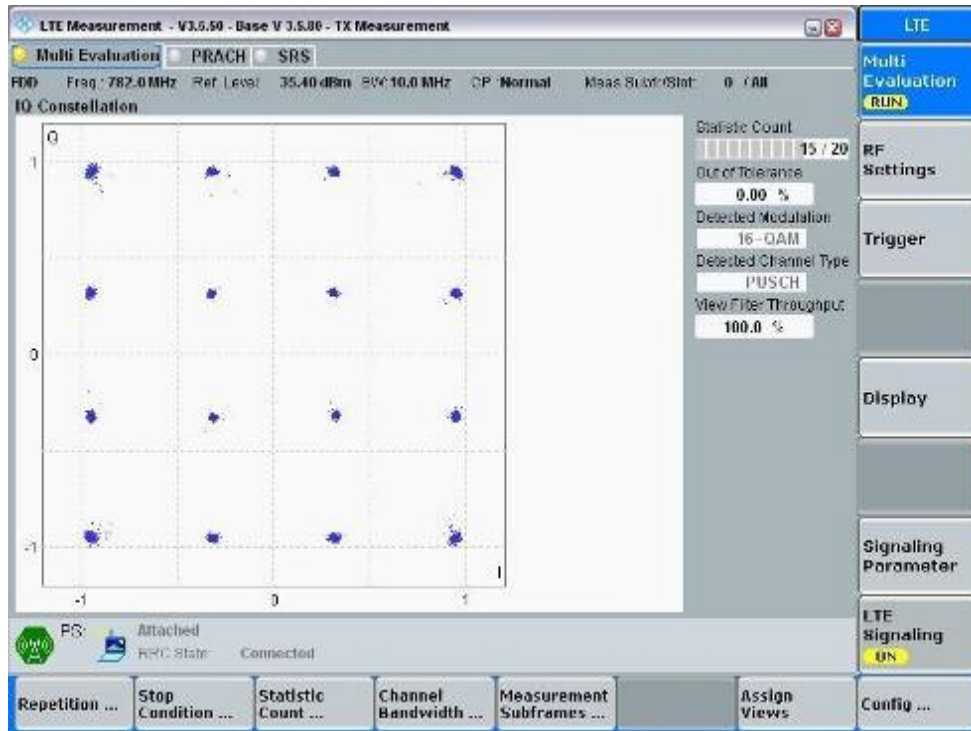 LTE Measurement - V3.5.50 - Base V 3.5.80 - TX Measurement
LTE
Multi Evaluation PRACH SRS
FDD Freq.: 782.0 MHz Ref. Level: 35.40 dBm BW: 10.0 MHz CP: Normal Meas Subfr./Slot: 0 / All
IQ Constellation
Q
1
0
-1
-1 0 1
I
Statistic Count
15 / 20
Out of Tolerance
0.00 %
Detected Modulation
16-QAM
Detected Channel Type
PUSCH
View Filter Throughput
100.0 %
Multi
Evaluation
RUN
RF
Settings
Trigger
Display
Signaling
Parameter
LTE
Signaling
ON
PS: Attached
RRC State: Connected
Repetition ...
Stop
Condition ...
Statistic
Count ...
Channel
Bandwidth ...
Measurement
Subframes ...
Assign
Views
Config ...